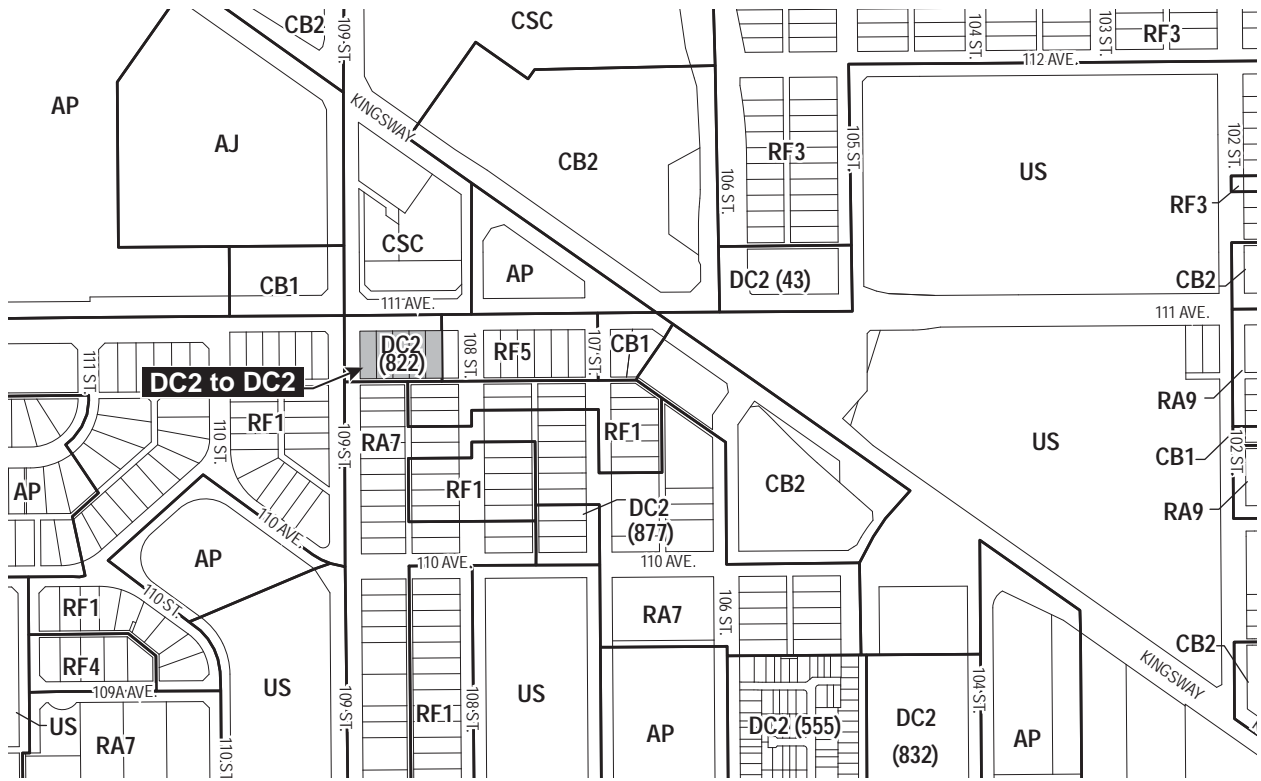 CB2
109 ST.
CSC
104 ST.
103 ST.
RF3
112 AVE.
AP
AJ
KINGSWAY
CB2
106 ST.
RF3
105 ST.
US
102 ST.
RF3
CSC
AP
CB1
111 AVE.
DC2 (43)
CB2
111 AVE.
111 ST.
DC2
(822)
108 ST.
RF5
107 ST.
CB1
DC2 to DC2
RF1
110 ST.
109 ST.
RA7
RF1
US
RA9
CB1
102 ST.
RA9
AP
RF1
CB2
DC2
(877)
110 AVE.
AP
110 AVE.
110 AVE.
RF1
110 ST.
RA7
106 ST.
RF4
CB2
KINGSWAY
109A AVE.
US
109 ST.
RF1
108 ST.
US
104 ST.
US
RA7
110 ST.
AP
DC2 (555)
DC2
(832)
AP